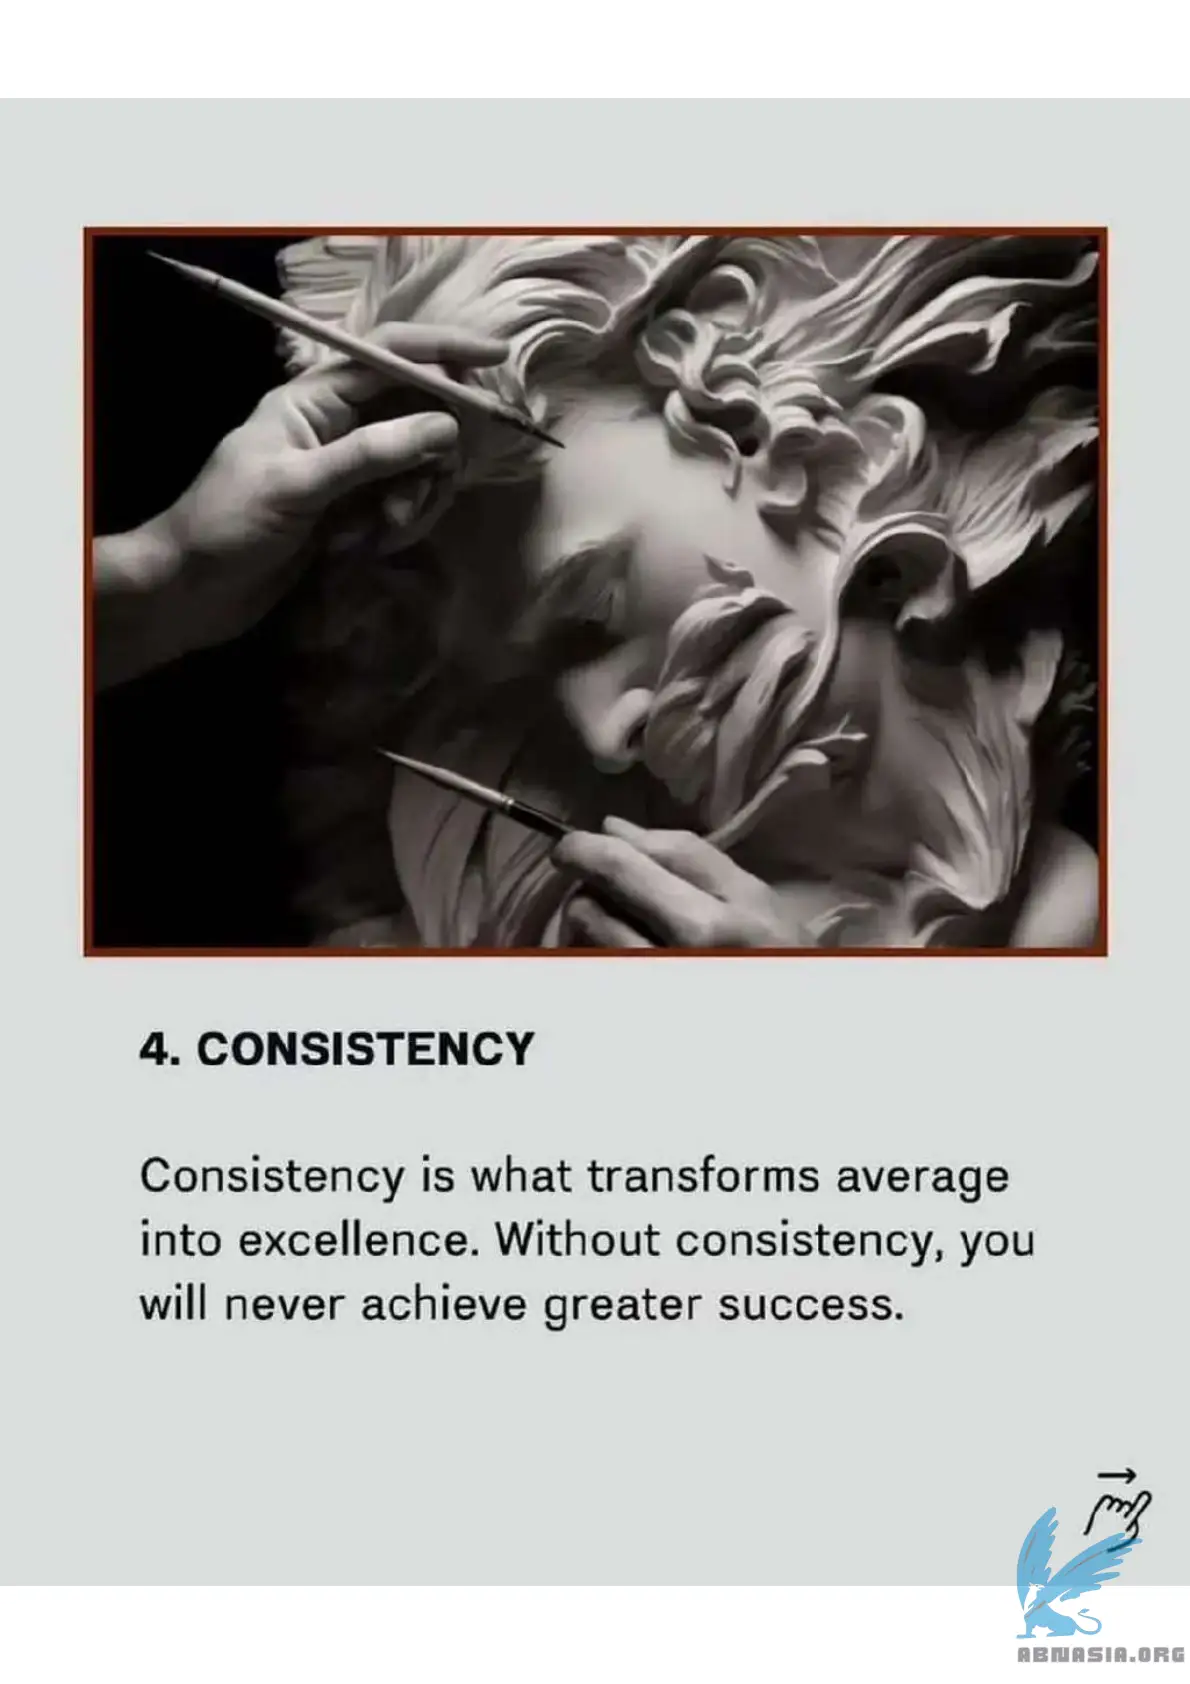 4. CONSISTENCY
Consistency is what transforms average
into excellence. Without consistency, you
will never achieve greater success.
ABNASIA.ORG